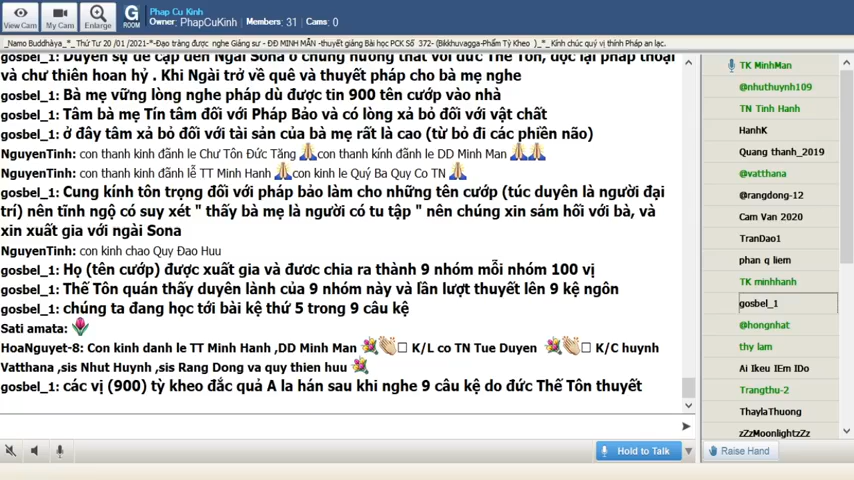 Phap Cu Kinh
Owner: PhapCuKinh | Members: 31 | Cams: 0
View Cam
My Cam
Enlarge
G
ROOM
_Namo Buddhàya_*_ Thứ Tư 20 /01 /2021-*-Đạo tràng được nghe Giảng sư - ĐĐ MINH MẪN -thuyết giảng Bài học PCK Số 372- (Bikkhuvagga-Phẩm Tỳ Kheo )_*_ Kính chúc quý vị thính Pháp an lạc.
và chư thiên hoan hỷ . Khi Ngài trở về quê và thuyết pháp cho bà mẹ nghe
gosbel_1: Bà mẹ vững lòng nghe pháp dù được tin 900 tên cướp vào nhà
gosbel_1: Tâm bà mẹ Tín tâm đối với Pháp Bảo và có lòng xả bỏ đối với vật chất
gosbel_1: ở đây tâm xả bỏ đối với tài sản của bà mẹ rất là cao (từ bỏ đi các phiền não)
NguyenTinh: con thanh kinh đãnh le Chư Tôn Đức Tăng con thanh kính đãnh le DD Minh Man
NguyenTinh: con thanh kinh đãnh lễ TT Minh Hanh con kinh le Quý Ba Quy Co TN
gosbel_1: Cung kính tôn trọng đối với pháp bảo làm cho những tên cướp (túc duyên là người đại
trí) nên tĩnh ngộ có suy xét " thấy bà mẹ là người có tu tập " nên chúng xin sám hối với bà, và
xin xuất gia với ngài Sona
NguyenTinh: con kinh chao Quy Đao Huu
gosbel_1: Họ (tên cướp) được xuất gia và đươc chia ra thành 9 nhóm mỗi nhóm 100 vị
gosbel_1: Thế Tôn quán thấy duyên lành của 9 nhóm này và lần lượt thuyết lên 9 kệ ngôn
gosbel_1: chúng ta đang học tới bài kệ thứ 5 trong 9 câu kệ
Sati amata:
HoaNguyet-8: Con kinh danh le TT Minh Hanh ,DD Minh Man K/L co TN Tue Duyen K/C huynh
Vatthana ,sis Nhut Huynh ,sis Rang Dong va quy thien huu
gosbel_1: các vị (900) tỳ kheo đắc quả A la hán sau khi nghe 9 câu kệ do đức Thế Tôn thuyết
Hold to Talk
TK MinhMan
@nhuthuynh109
TN Tinh Hanh
HanhK
Quang thanh_2019
@vatthana
@rangdong-12
Cam Van 2020
TranDao1
phan q liem
TK minhhanh
gosbel_1
@hongnhat
thy lam
Ai Ikeu IEm IDo
Trangthu-2
ThaylaThuong
zZzMoonlightzZz
Raise Hand